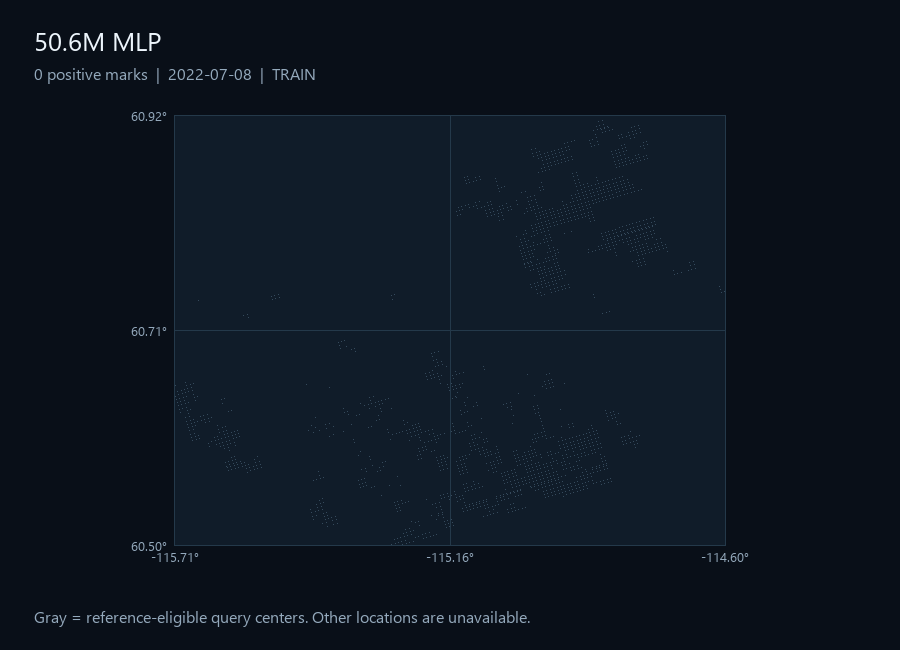 50.6M MLP
0 positive marks | 2022-07-08 | TRAIN
60.92°
60.71°
60.50°
-115.71°
-115.16°
-114.60°
Gray = reference-eligible query centers. Other locations are unavailable.